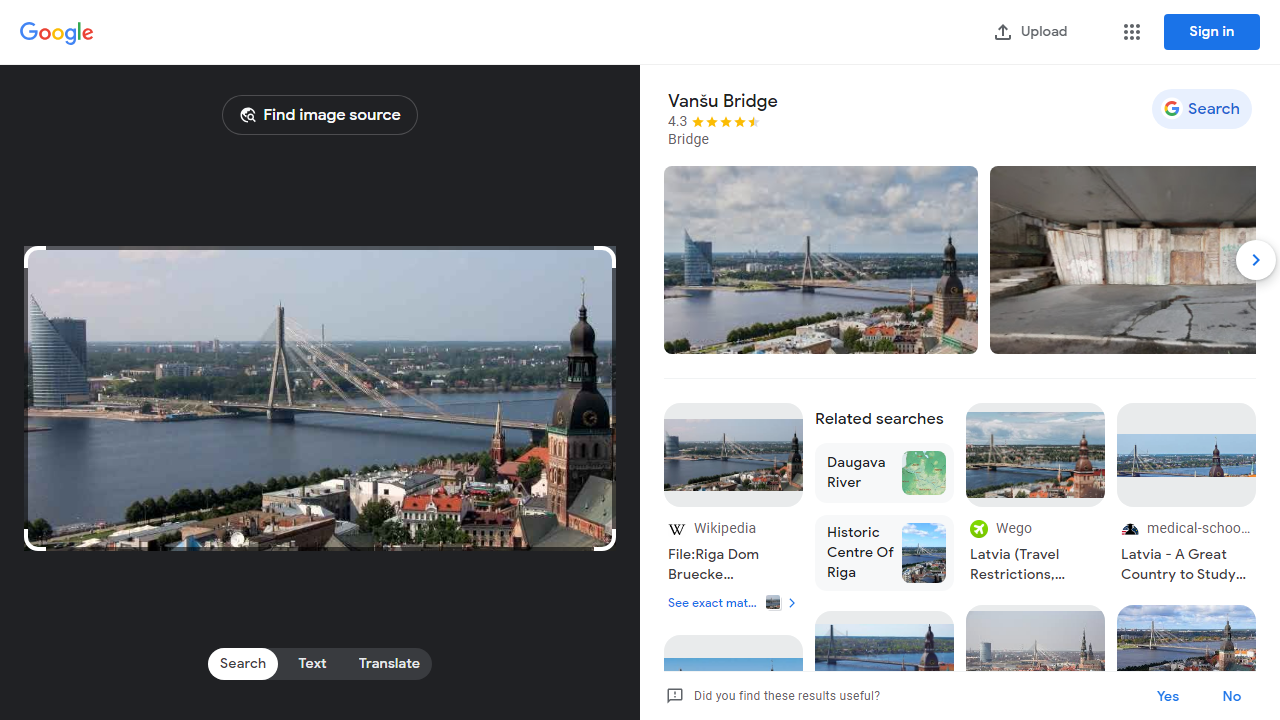 Google
Upload
Sign in
Find image source
Vanšu Bridge
4.3
Bridge
Search
Related searches
Daugava
River
Historic
Centre Of
Riga
Wikipedia
File:Riga Dom
Bruecke...
See exact mat...
Wego
Latvia (Travel
Restrictions,...
medical-schoo...
Latvia - A Great
Country to Study...
Search
Text
Translate
Did you find these results useful?
Yes
No